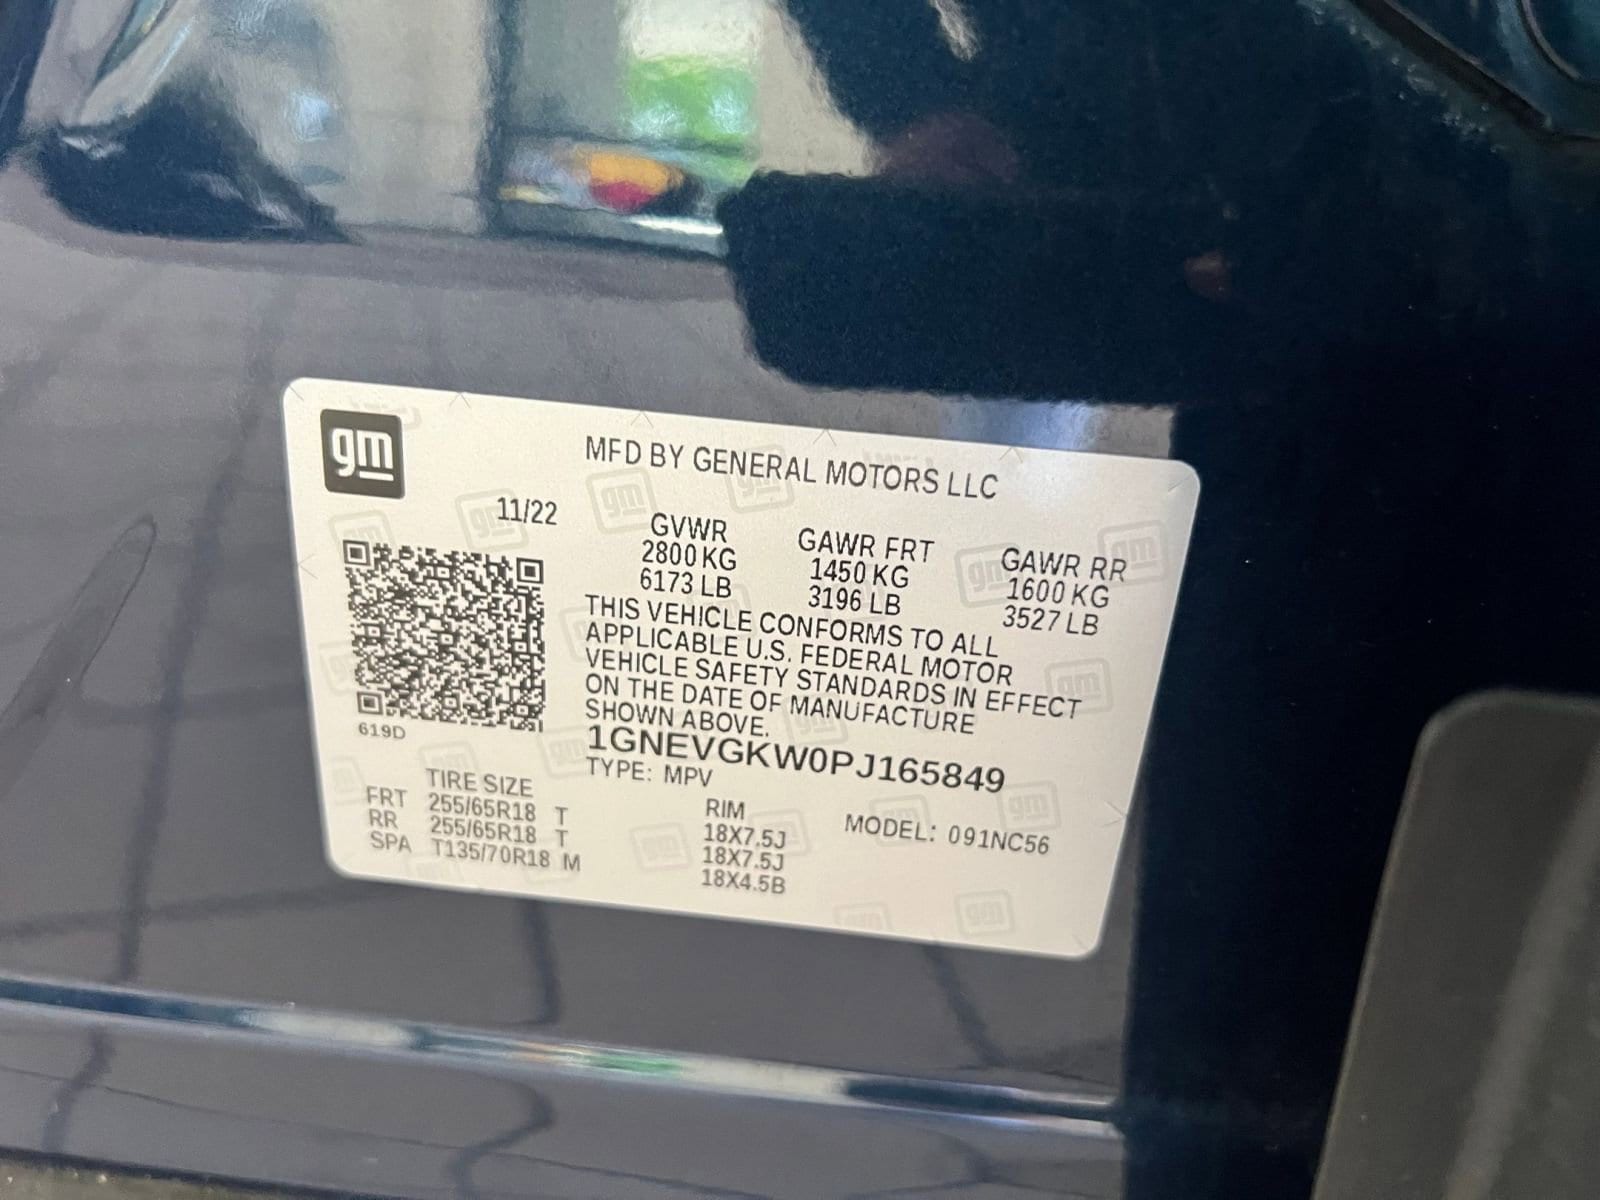 gm
MFD BY GENERAL MOTORS LLC
11/22
GVWR GAWR FRT GAWR RR
2800 KG 1450 KG 1600 KG
6173 LB 3196 LB 3527 LB
THIS VEHICLE CONFORMS TO ALL
APPLICABLE U.S. FEDERAL MOTOR
VEHICLE SAFETY STANDARDS IN EFFECT
ON THE DATE OF MANUFACTURE
SHOWN ABOVE.
619D
1GNEVGKW0PJ165849
TYPE: MPV
TIRE SIZE RIM MODEL: 091NC56
FRT 255/65R18 T 18X7.5J
RR 255/65R18 T 18X7.5J
SPA T135/70R18 M 18X4.5B